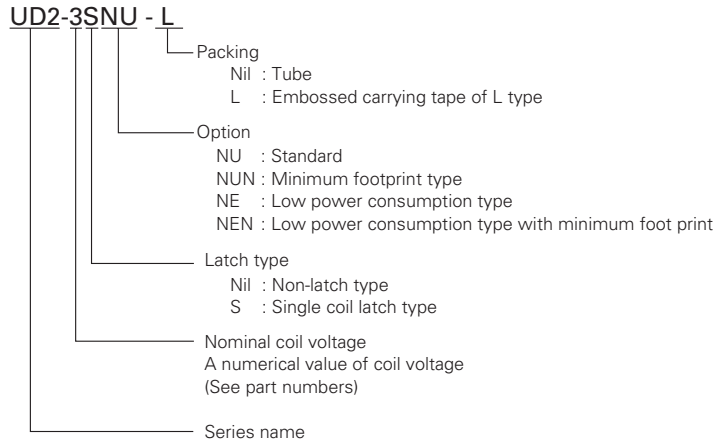 UD2-3SNU - L
Packing
Nil : Tube
L : Embossed carrying tape of L type
Option
NU : Standard
NUN : Minimum footprint type
NE : Low power consumption type
NEN : Low power consumption type with minimum foot print
Latch type
Nil : Non-latch type
S : Single coil latch type
Nominal coil voltage
A numerical value of coil voltage
(See part numbers)
Series name